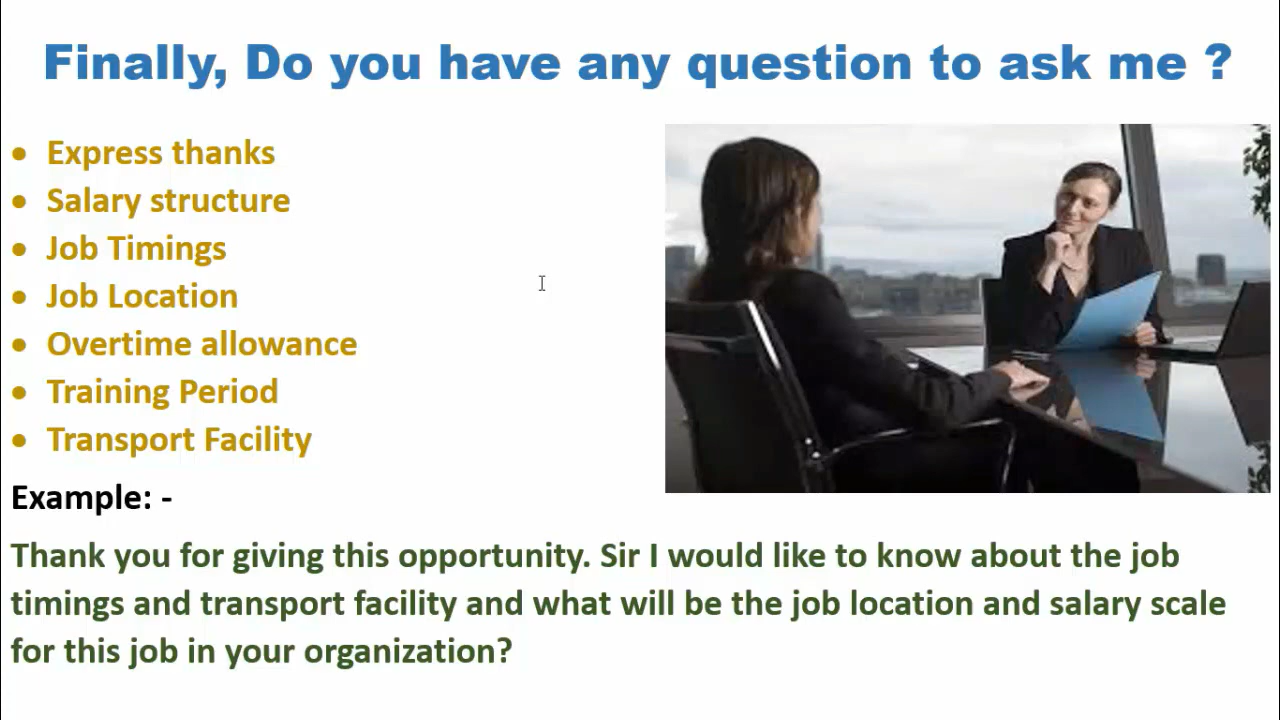 Finally, Do you have any question to ask me ?
• Express thanks
• Salary structure
• Job Timings
• Job Location
• Overtime allowance
• Training Period
• Transport Facility
Example: -
Thank you for giving this opportunity. Sir I would like to know about the job
timings and transport facility and what will be the job location and salary scale
for this job in your organization?